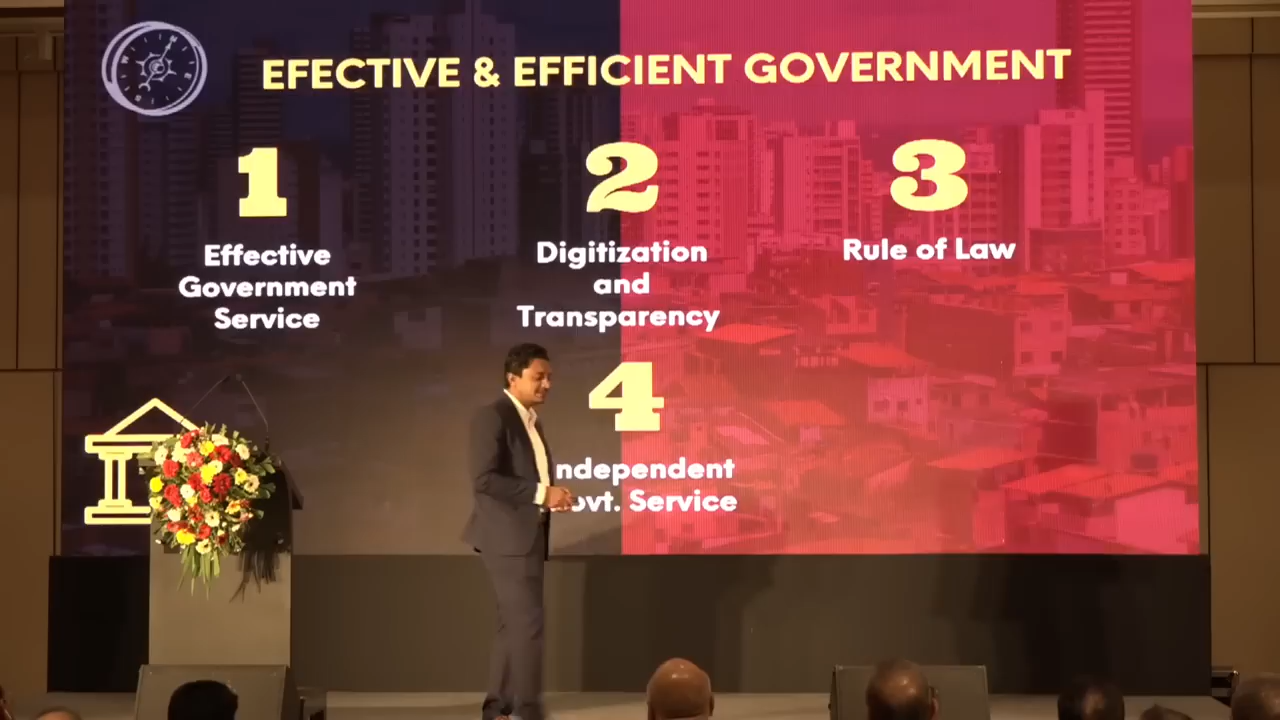 EFECTIVE & EFFICIENT GOVERNMENT
1
Effective
Government
Service
2
Digitization
and
Transparency
3
Rule of Law
4
ndependent
ovt. Service